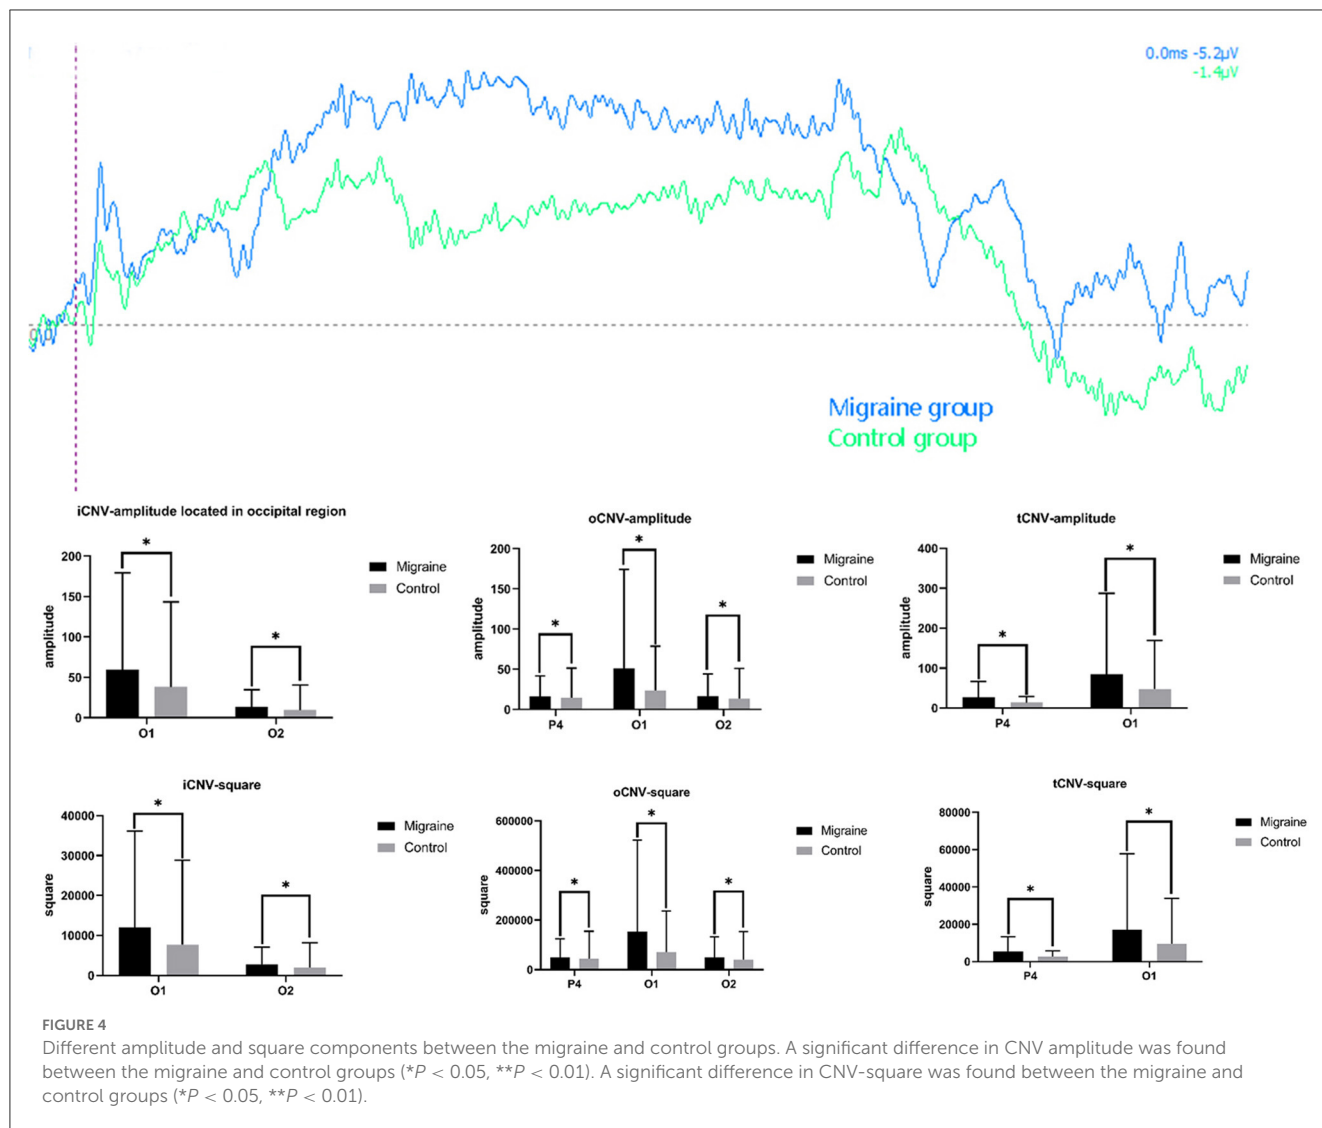 0.0ms -5.2µV
-1.4µV
0.0
Migraine group
Control group
iCNV-amplitude located in occipital region
amplitude
200
150
100
50
0
*
*
O1
O2
Migraine
Control
oCNV-amplitude
amplitude
200
150
100
50
0
*
*
*
P4
O1
O2
Migraine
Control
tCNV-amplitude
amplitude
400
300
200
100
0
*
*
P4
O1
Migraine
Control
iCNV-square
square
40000
30000
20000
10000
0
*
*
O1
O2
Migraine
Control
oCNV-square
square
600000
400000
200000
0
*
*
*
P4
O1
O2
Migraine
Control
tCNV-square
square
80000
60000
40000
20000
0
*
*
P4
O1
Migraine
Control
FIGURE 4
Different amplitude and square components between the migraine and control groups. A significant difference in CNV amplitude was found
between the migraine and control groups (*P < 0.05, **P < 0.01). A significant difference in CNV-square was found between the migraine and
control groups (*P < 0.05, **P < 0.01).